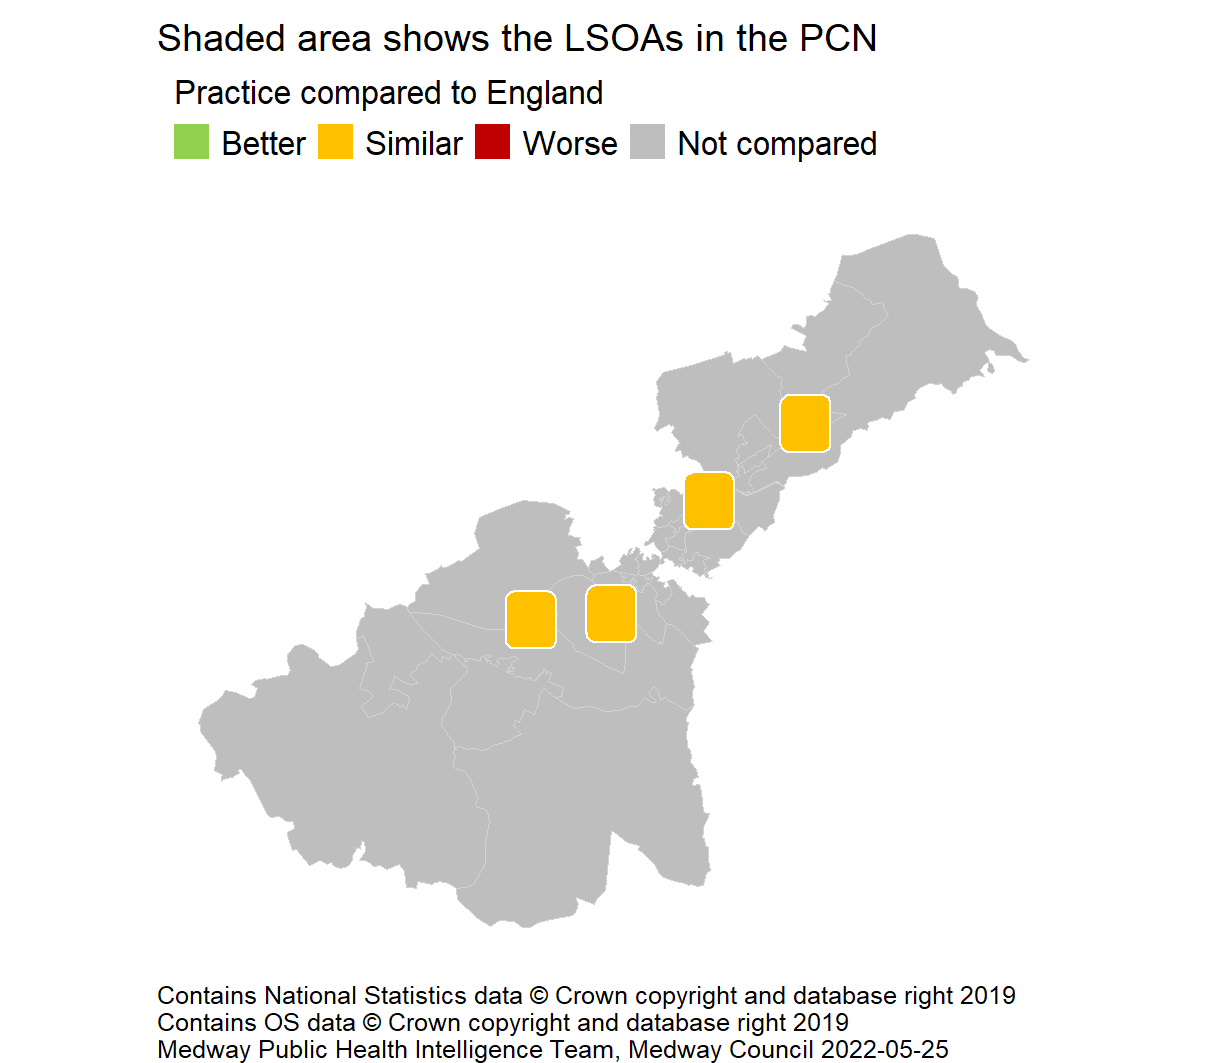 Shaded area shows the LSOAs in the PCN
Practice compared to England
Better Similar Worse Not compared
Contains National Statistics data © Crown copyright and database right 2019
Contains OS data © Crown copyright and database right 2019
Medway Public Health Intelligence Team, Medway Council 2022-05-25